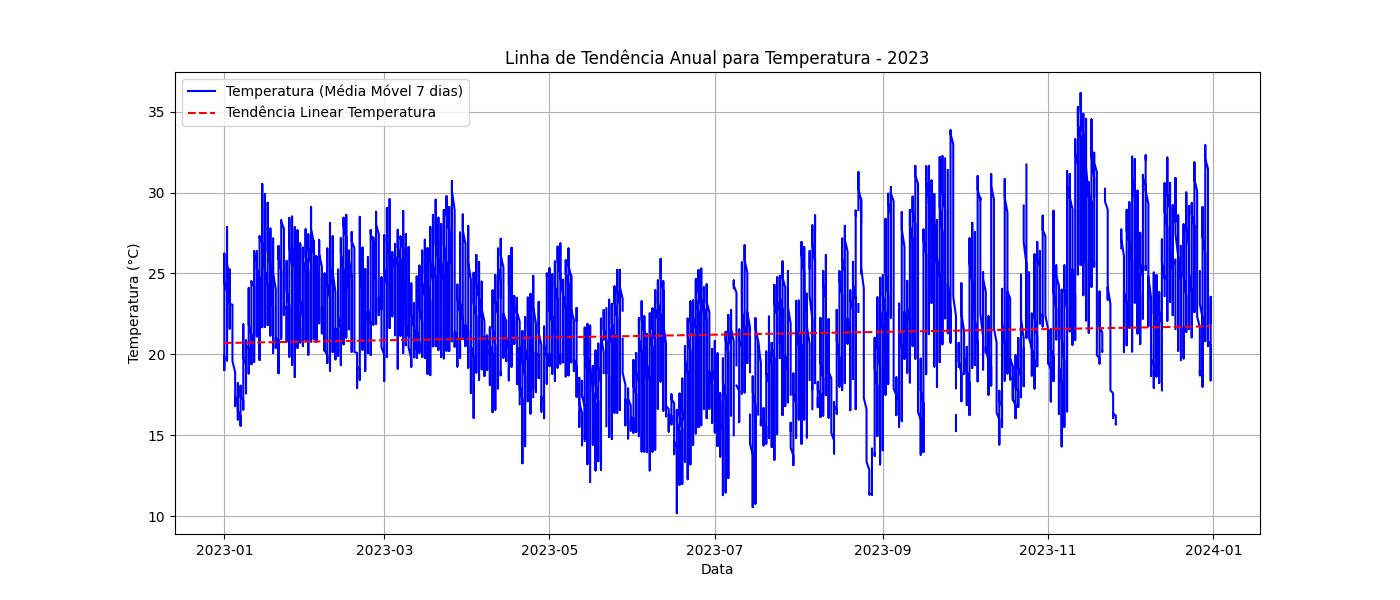 Linha de Tendência Anual para Temperatura - 2023
Temperatura (Média Móvel 7 dias)
Tendência Linear Temperatura
Temperatura (°C)
35
30
25
20
15
10
2023-01
2023-03
2023-05
2023-07
2023-09
2023-11
2024-01
Data